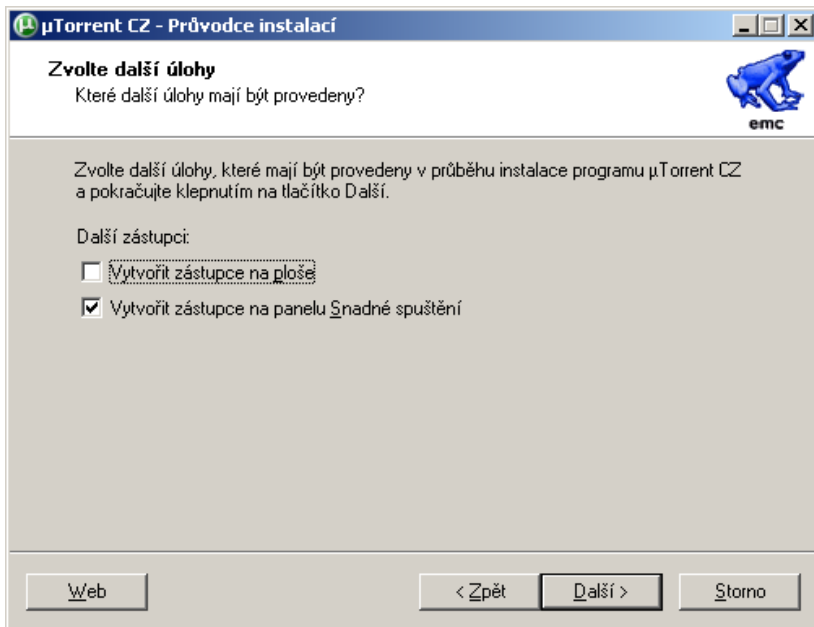 µTorrent CZ - Průvodce instalací
Zvolte další úlohy
Které další úlohy mají být provedeny?
emc
Zvolte další úlohy, které mají být provedeny v průběhu instalace programu µTorrent CZ
a pokračujte klepnutím na tlačítko Další.
Další zástupci:
Vytvořit zástupce na ploše
Vytvořit zástupce na panelu Snadné spuštění
Web
< Zpět
Další >
Storno